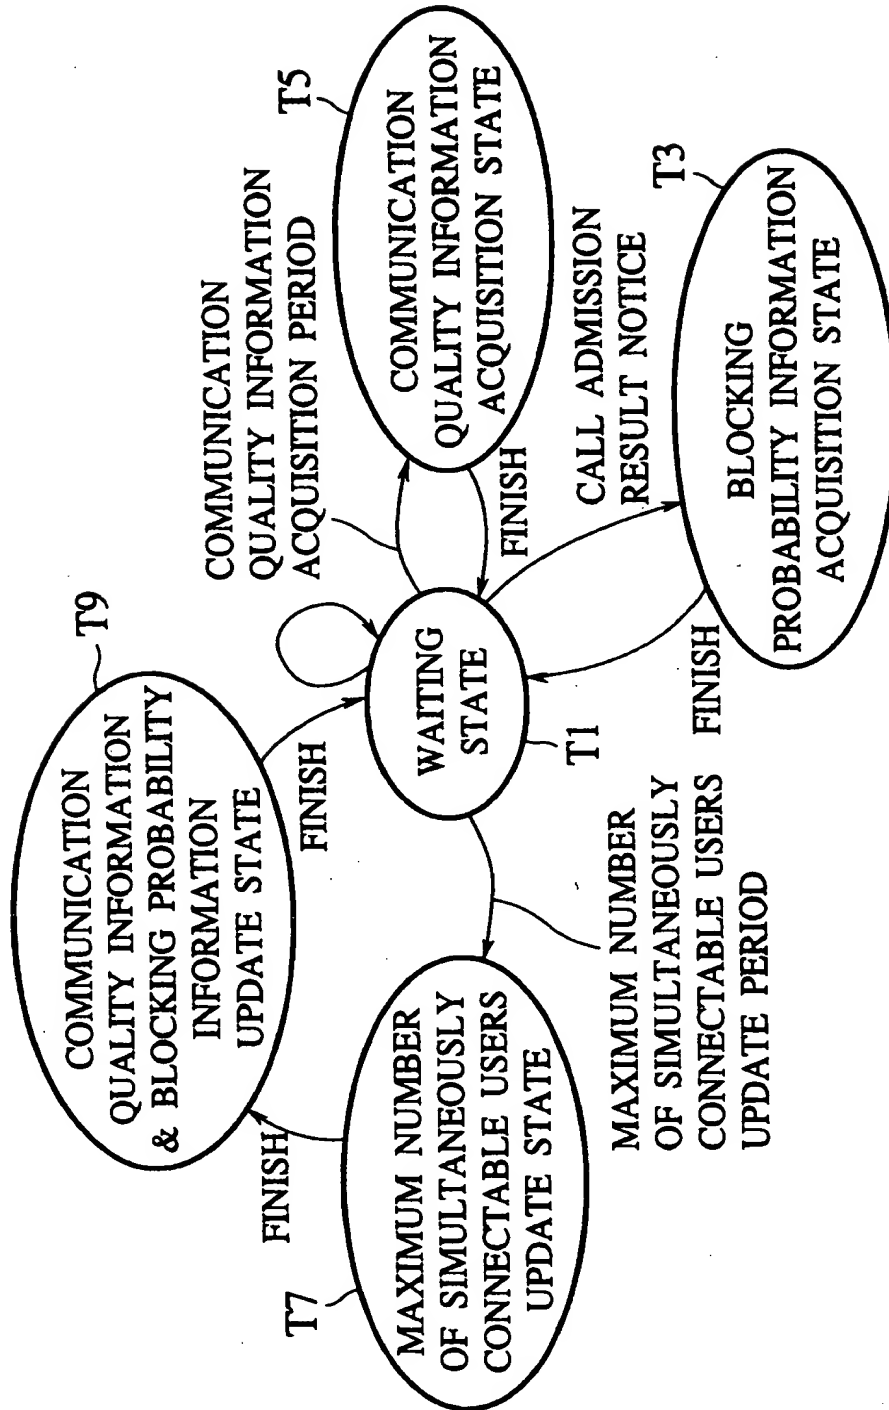 T9
COMMUNICATION
QUALITY INFORMATION
& BLOCKING PROBABILITY
INFORMATION
UPDATE STATE
COMMUNICATION
QUALITY INFORMATION
ACQUISITION PERIOD
T5
COMMUNICATION
QUALITY INFORMATION
ACQUISITION STATE
FINISH
FINISH
FINISH
WAITING
STATE
T1
T7
MAXIMUM NUMBER
OF SIMULTANEOUSLY
CONNECTABLE USERS
UPDATE STATE
MAXIMUM NUMBER
OF SIMULTANEOUSLY
CONNECTABLE USERS
UPDATE PERIOD
FINISH
CALL ADMISSION
RESULT NOTICE
T3
BLOCKING
PROBABILITY INFORMATION
ACQUISITION STATE